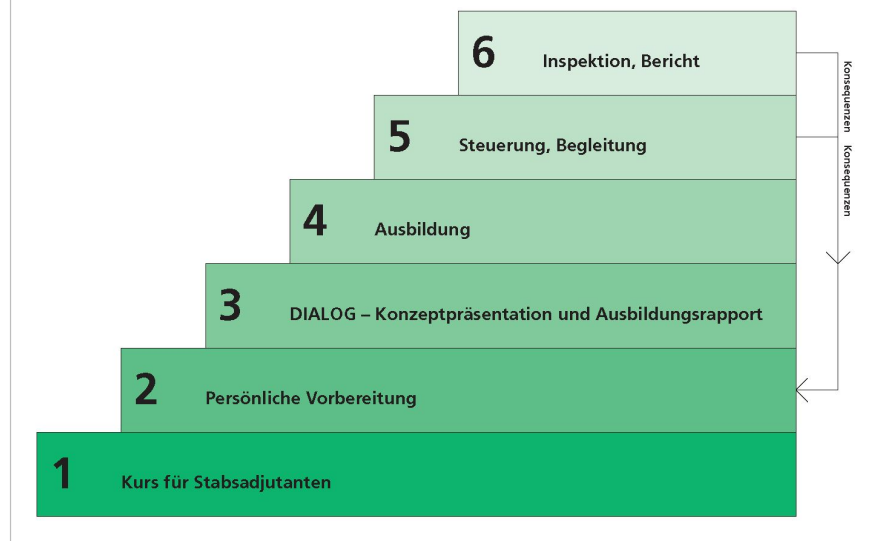 6 Inspektion, Bericht
Konsequenzen
5 Steuerung, Begleitung
Konsequenzen
4 Ausbildung
3 DIALOG – Konzeptpräsentation und Ausbildungsrapport
2 Persönliche Vorbereitung
1 Kurs für Stabsadjutanten